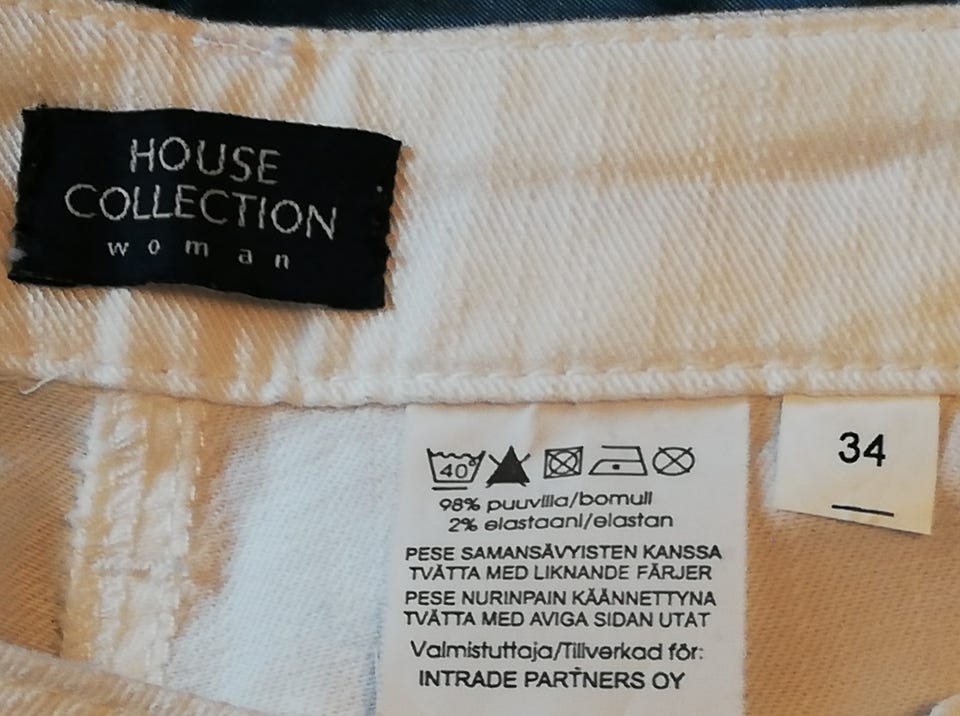 HOUSE
COLLECTION
woman
40°
98% puuvilla/bomull
2% elastaani/elastan
PESE SAMANSÄVYISTEN KANSSA
TVÄTTA MED LIKNANDE FÄRJER
PESE NURINPAIN KÄÄNNETTYNA
TVÄTTA MED AVIGA SIDAN UTAT
Valmistuttaja/Tillverkad för:
INTRADE PARTNERS OY
34